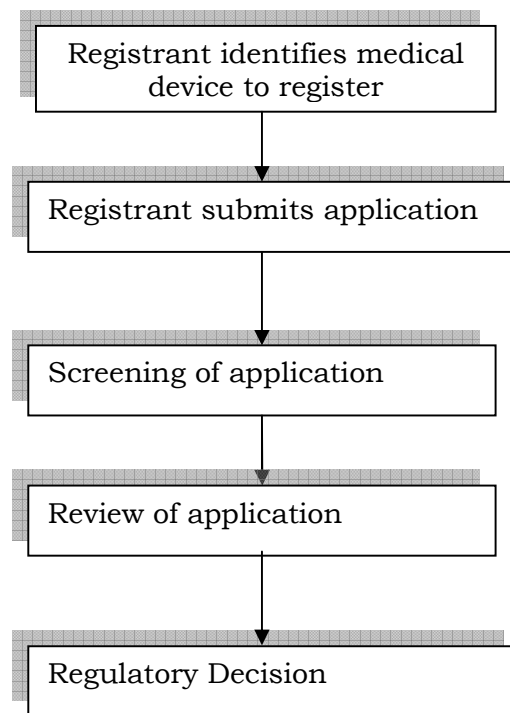 Registrant identifies medical
device to register
Registrant submits application
Screening of application
Review of application
Regulatory Decision